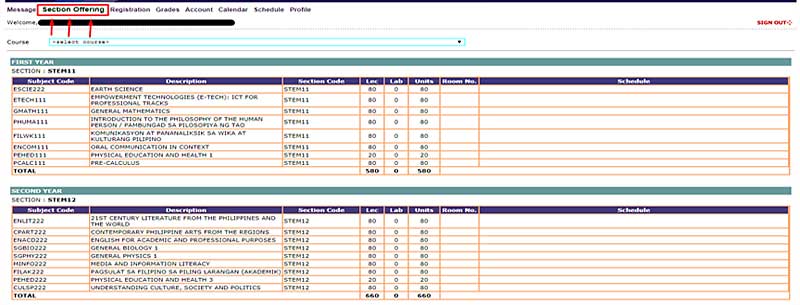 Message Section Offering Registration Grades Account Calendar Schedule Profile
Welcome, SIGN OUT
Course <select course>
FIRST YEAR
SECTION : STEM11
Subject Code Description Section Code Lec Lab Units Room No. Schedule
ESCIE222 EARTH SCIENCE STEM11 80 0 80
ETECH111 EMPOWERMENT TECHNOLOGIES (E-TECH): ICT FOR PROFESSIONAL TRACKS STEM11 80 0 80
GMATH111 GENERAL MATHEMATICS STEM11 80 0 80
PHUMA111 INTRODUCTION TO THE PHILOSOPHY OF THE HUMAN PERSON / PAMBUNGAD SA PILOSOPIYA NG TAO STEM11 80 0 80
FILWK111 KOMUNIKASYON AT PANANALIKSIK SA WIKA AT KULTURANG PILIPINO STEM11 80 0 80
ENCOM111 ORAL COMMUNICATION IN CONTEXT STEM11 80 0 80
PEHED111 PHYSICAL EDUCATION AND HEALTH 1 STEM11 20 0 20
PCALC111 PRE-CALCULUS STEM11 80 0 80
TOTAL 580 0 580
SECOND YEAR
SECTION : STEM12
Subject Code Description Section Code Lec Lab Units Room No. Schedule
ENLIT222 21ST CENTURY LITERATURE FROM THE PHILIPPINES AND THE WORLD STEM12 80 0 80
CPART222 CONTEMPORARY PHILIPPINE ARTS FROM THE REGIONS STEM12 80 0 80
ENACD222 ENGLISH FOR ACADEMIC AND PROFESSIONAL PURPOSES STEM12 80 0 80
SGBIO222 GENERAL BIOLOGY 1 STEM12 80 0 80
SGPHY222 GENERAL PHYSICS 1 STEM12 80 0 80
MINFO222 MEDIA AND INFORMATION LITERACY STEM12 80 0 80
FILAK222 PAGSULAT SA FILIPINO SA PILING LARANGAN (AKADEMIK) STEM12 80 0 80
PEHED222 PHYSICAL EDUCATION AND HEALTH 3 STEM12 20 0 20
CULSP222 UNDERSTANDING CULTURE, SOCIETY AND POLITICS STEM12 80 0 80
TOTAL 660 0 660